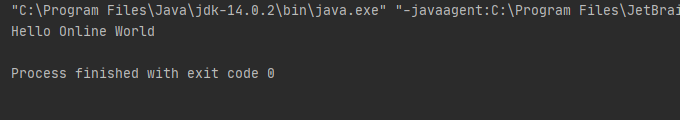 "C:\Program Files\Java\jdk-14.0.2\bin\java.exe" "-javaagent:C:\Program Files\JetBrai
Hello Online World
Process finished with exit code 0